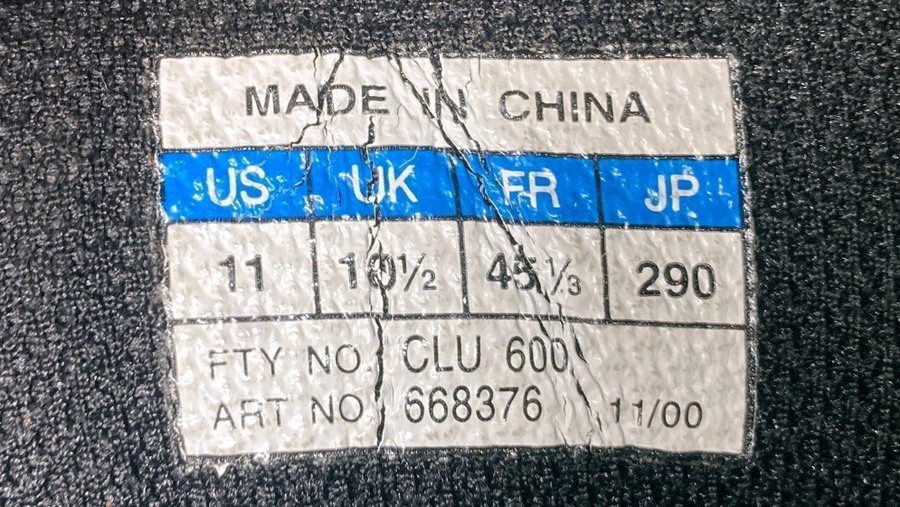 MADE IN CHINA
US UK FR JP
11 10½ 45⅓ 290
FTY NO. CLU 600
ART NO. 668376 11/00